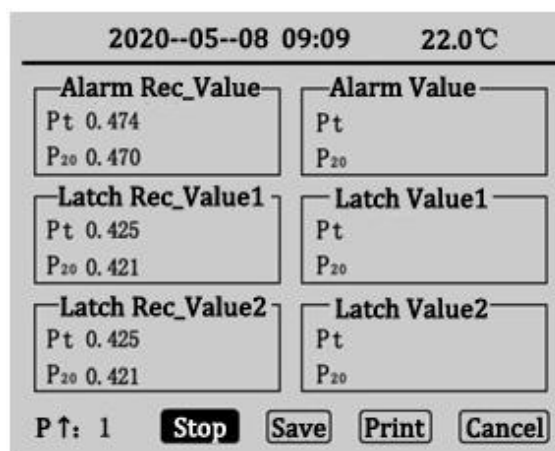 2020--05--08 09:09 22.0℃
Alarm Rec_Value Alarm Value
Pt 0.474 Pt
P₂₀ 0.470 P₂₀
Latch Rec_Value1 Latch Value1
Pt 0.425 Pt
P₂₀ 0.421 P₂₀
Latch Rec_Value2 Latch Value2
Pt 0.425 Pt
P₂₀ 0.421 P₂₀
P↑: 1 Stop Save Print Cancel